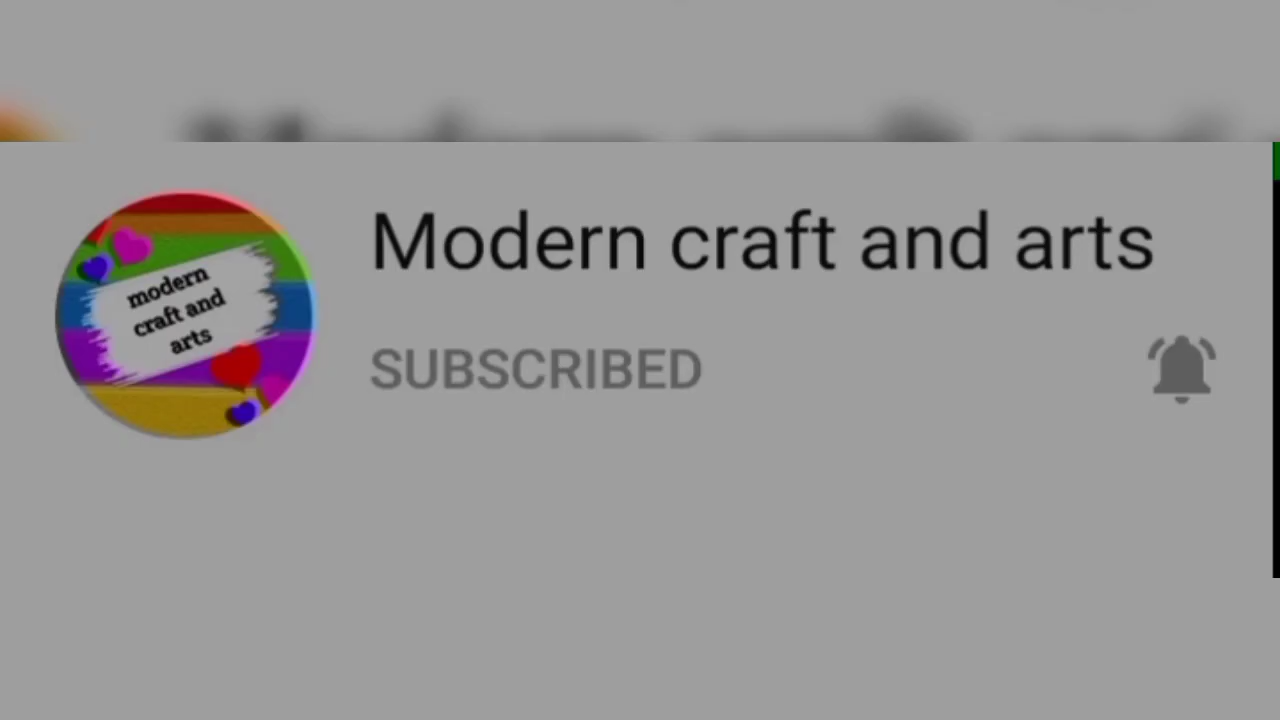 Modern craft and arts
modern
craft and
arts
SUBSCRIBED